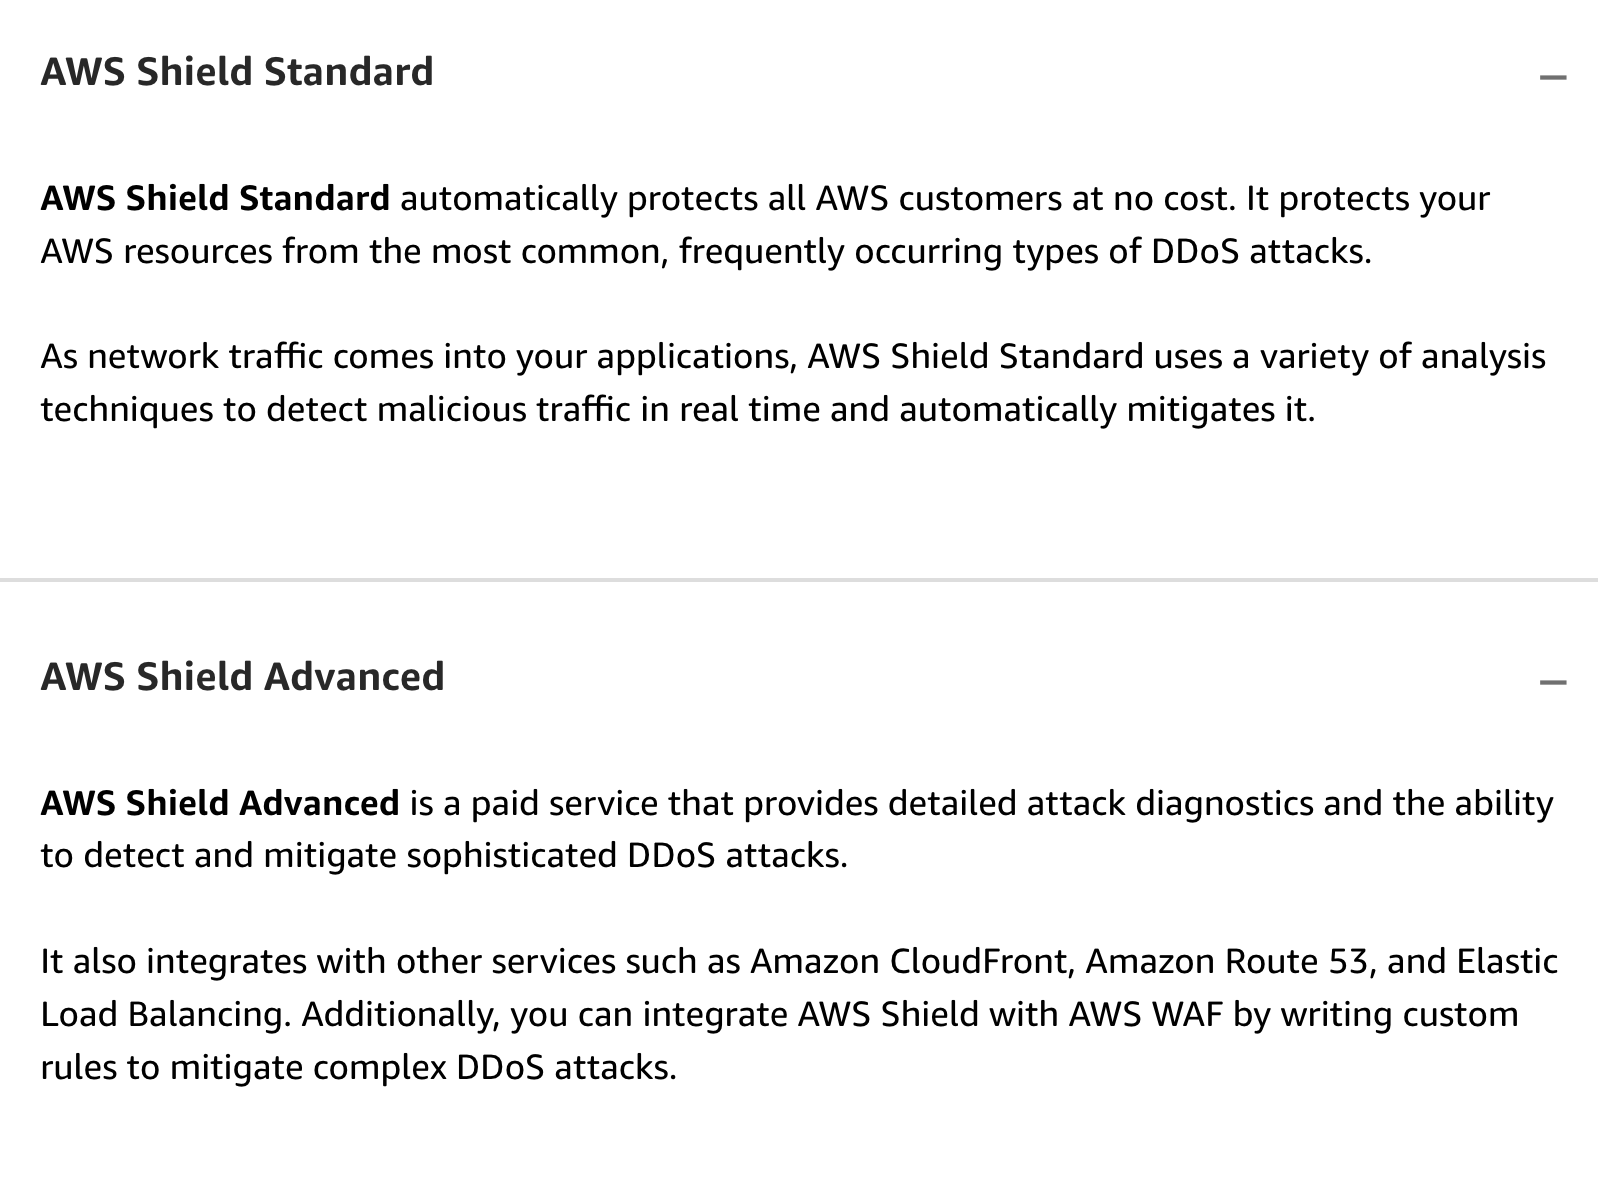 AWS Shield Standard
AWS Shield Standard automatically protects all AWS customers at no cost. It protects your
AWS resources from the most common, frequently occurring types of DDoS attacks.
As network traffic comes into your applications, AWS Shield Standard uses a variety of analysis
techniques to detect malicious traffic in real time and automatically mitigates it.
AWS Shield Advanced
AWS Shield Advanced is a paid service that provides detailed attack diagnostics and the ability
to detect and mitigate sophisticated DDoS attacks.
It also integrates with other services such as Amazon CloudFront, Amazon Route 53, and Elastic
Load Balancing. Additionally, you can integrate AWS Shield with AWS WAF by writing custom
rules to mitigate complex DDoS attacks.